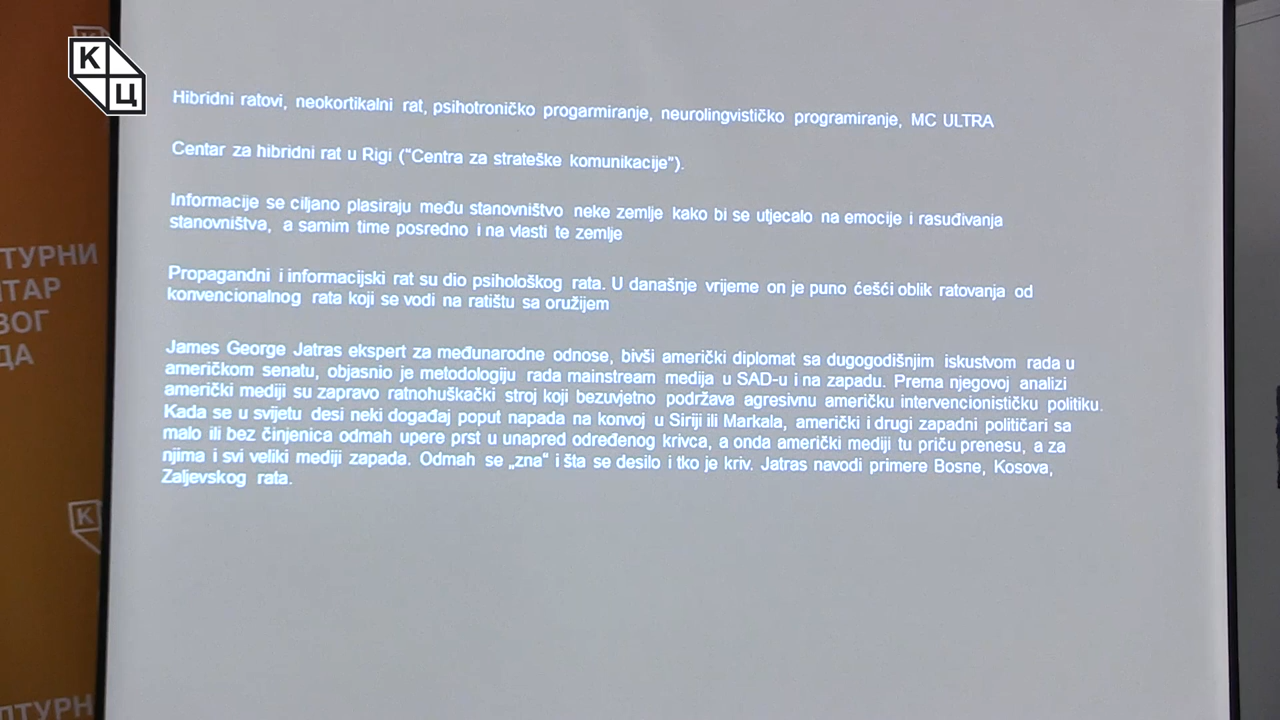 К
Ц
ТУРНИ
НТАР
ВОГ
ДА
К
ЛТУРН
Hibridni ratovi, neokortikalni rat, psihotroničko progarmiranje, neurolingvističko programiranje, MC ULTRA
Centar za hibridni rat u Rigi ("Centra za strateške komunikacije").
Informacije se ciljano plasiraju među stanovništvo neke zemlje kako bi se utjecalo na emocije i rasuđivanja
stanovništva, a samim time posredno i na vlasti te zemlje
Propagandni i informacijski rat su dio psihološkog rata. U današnje vrijeme on je puno ćešći oblik ratovanja od
konvencionalnog rata koji se vodi na ratištu sa oružijem
James George Jatras ekspert za međunarodne odnose, bivši američki diplomat sa dugogodišnjim iskustvom rada u
američkom senatu, objasnio je metodologiju rada mainstream medija u SAD-u i na zapadu. Prema njegovoj analizi
američki mediji su zapravo ratnohuškački stroj koji bezuvjetno podržava agresivnu američku intervencionističku politiku.
Kada se u svijetu desi neki događaj poput napada na konvoj u Siriji ili Markala, američki i drugi zapadni političari sa
malo ili bez činjenica odmah upere prst u unapred određenog krivca, a onda američki mediji tu priču prenesu, a za
njima i svi veliki mediji zapada. Odmah se „zna“ i šta se desilo i tko je kriv. Jatras navodi primere Bosne, Kosova,
Zaljevskog rata.